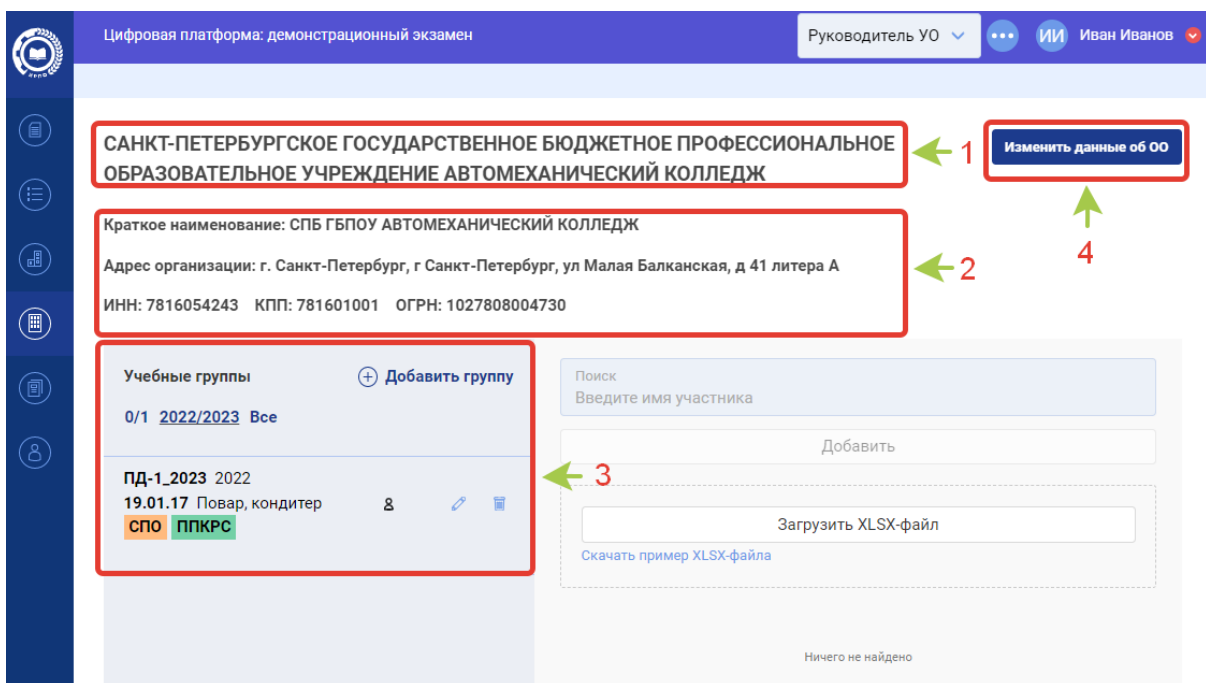 Цифровая платформа: демонстрационный экзамен
Руководитель УО
ИИ
Иван Иванов
САНКТ-ПЕТЕРБУРГСКОЕ ГОСУДАРСТВЕННОЕ БЮДЖЕТНОЕ ПРОФЕССИОНАЛЬНОЕ
ОБРАЗОВАТЕЛЬНОЕ УЧРЕЖДЕНИЕ АВТОМЕХАНИЧЕСКИЙ КОЛЛЕДЖ
1
Изменить данные об ОО
4
Краткое наименование: СПБ ГБПОУ АВТОМЕХАНИЧЕСКИЙ КОЛЛЕДЖ
Адрес организации: г. Санкт-Петербург, г Санкт-Петербург, ул Малая Балканская, д 41 литера А
ИНН: 7816054243 КПП: 781601001 ОГРН: 1027808004730
2
Учебные группы
Добавить группу
0/1 2022/2023 Все
ПД-1_2023 2022
19.01.17 Повар, кондитер
СПО ППКРС
3
Поиск
Введите имя участника
Добавить
Загрузить XLSX-файл
Скачать пример XLSX-файла
Ничего не найдено